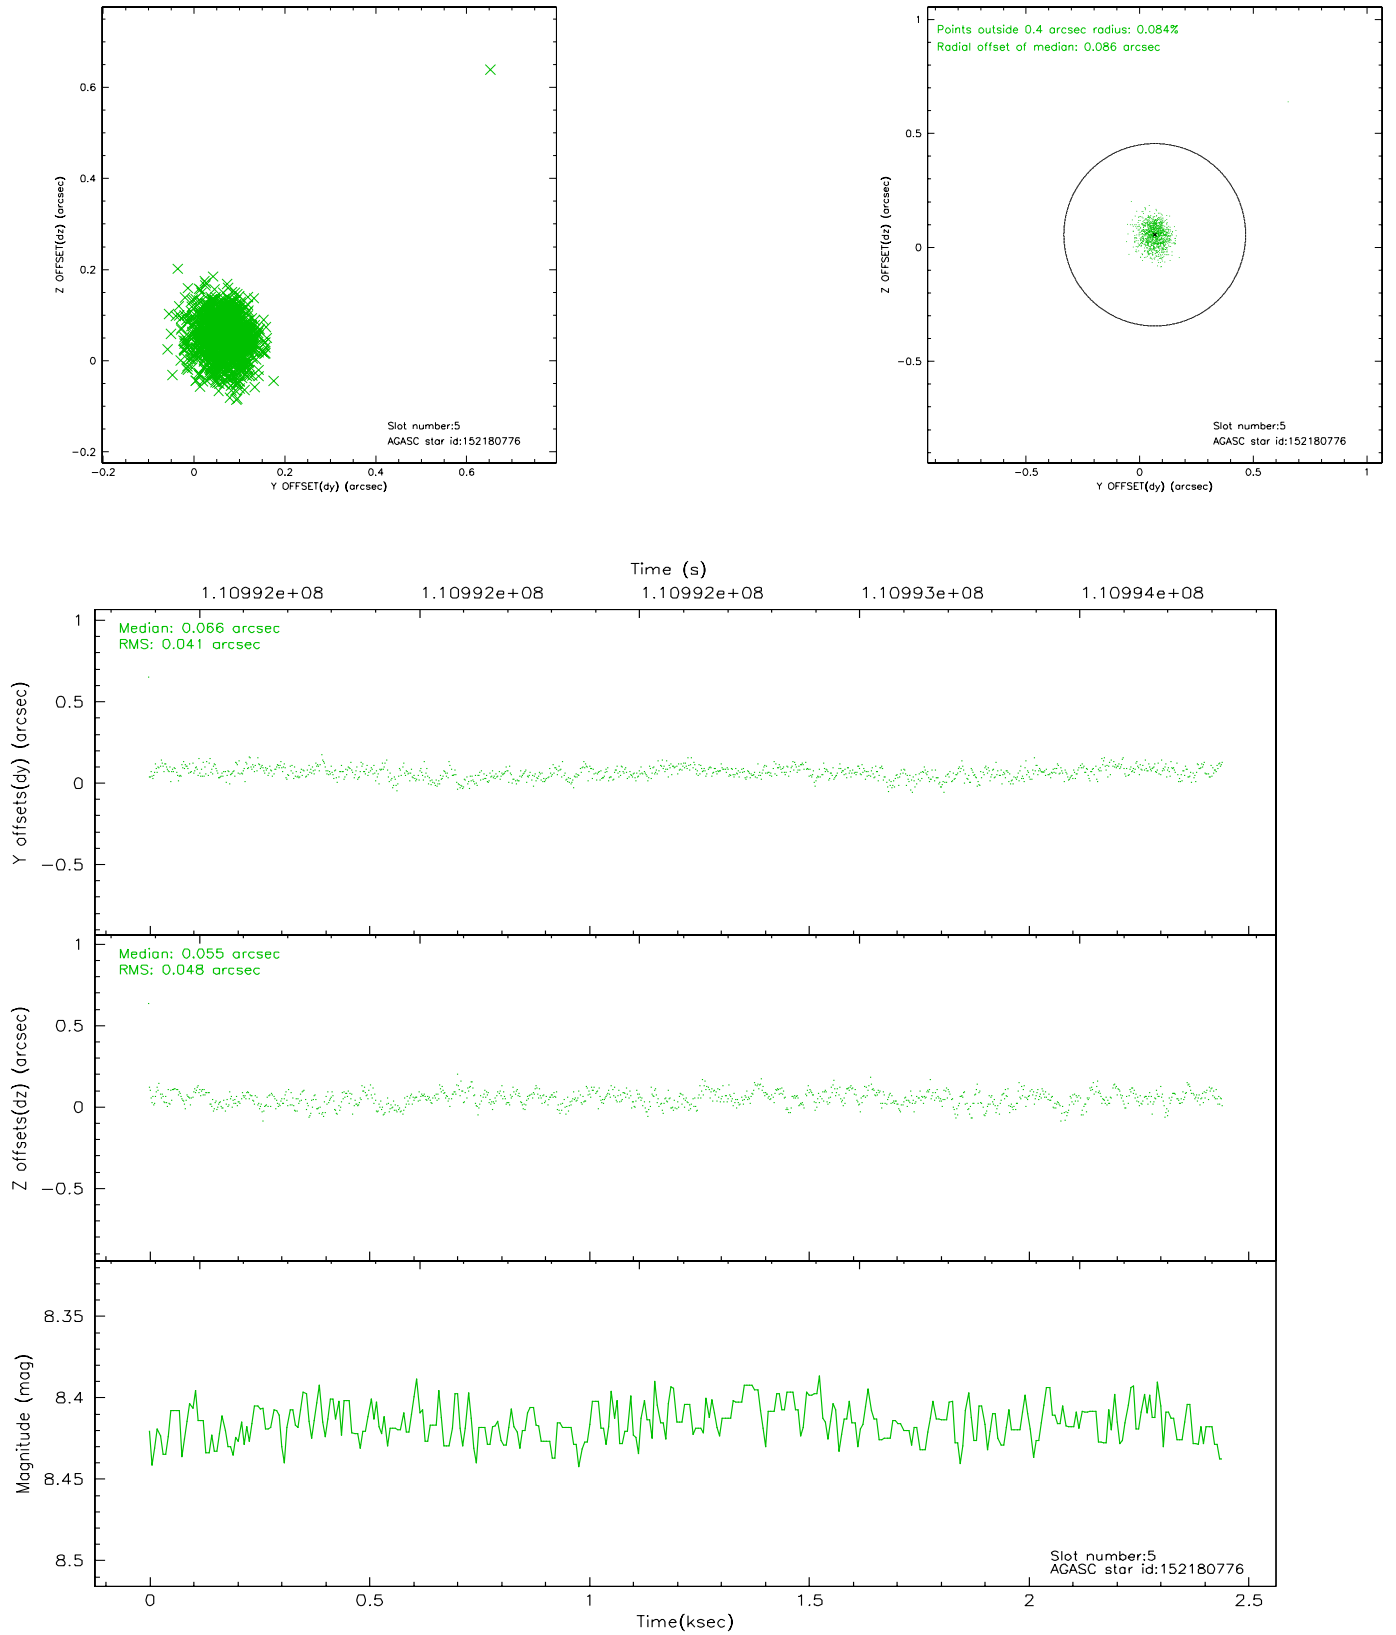 0.6
0.4
0.2
0
−0.2
Z OFFSET(dz) (arcsec)
Slot number:5
AGASC star id:152180776
−0.2 0 0.2 0.4 0.6
Y OFFSET(dy) (arcsec)
Points outside 0.4 arcsec radius: 0.084%
Radial offset of median: 0.086 arcsec
1
0.5
0
−0.5
Z OFFSET(dz) (arcsec)
Slot number:5
AGASC star id:152180776
−0.5 0 0.5 1
Y OFFSET(dy) (arcsec)
Time (s)
1.10992e+08 1.10992e+08 1.10992e+08 1.10993e+08 1.10994e+08
Median: 0.066 arcsec
RMS: 0.041 arcsec
1
0.5
0
−0.5
Y offsets(dy) (arcsec)
Median: 0.055 arcsec
RMS: 0.048 arcsec
1
0.5
0
−0.5
Z offsets(dz) (arcsec)
8.35
8.4
8.45
8.5
Magnitude (mag)
Slot number:5
AGASC star id:152180776
0 0.5 1 1.5 2 2.5
Time(ksec)